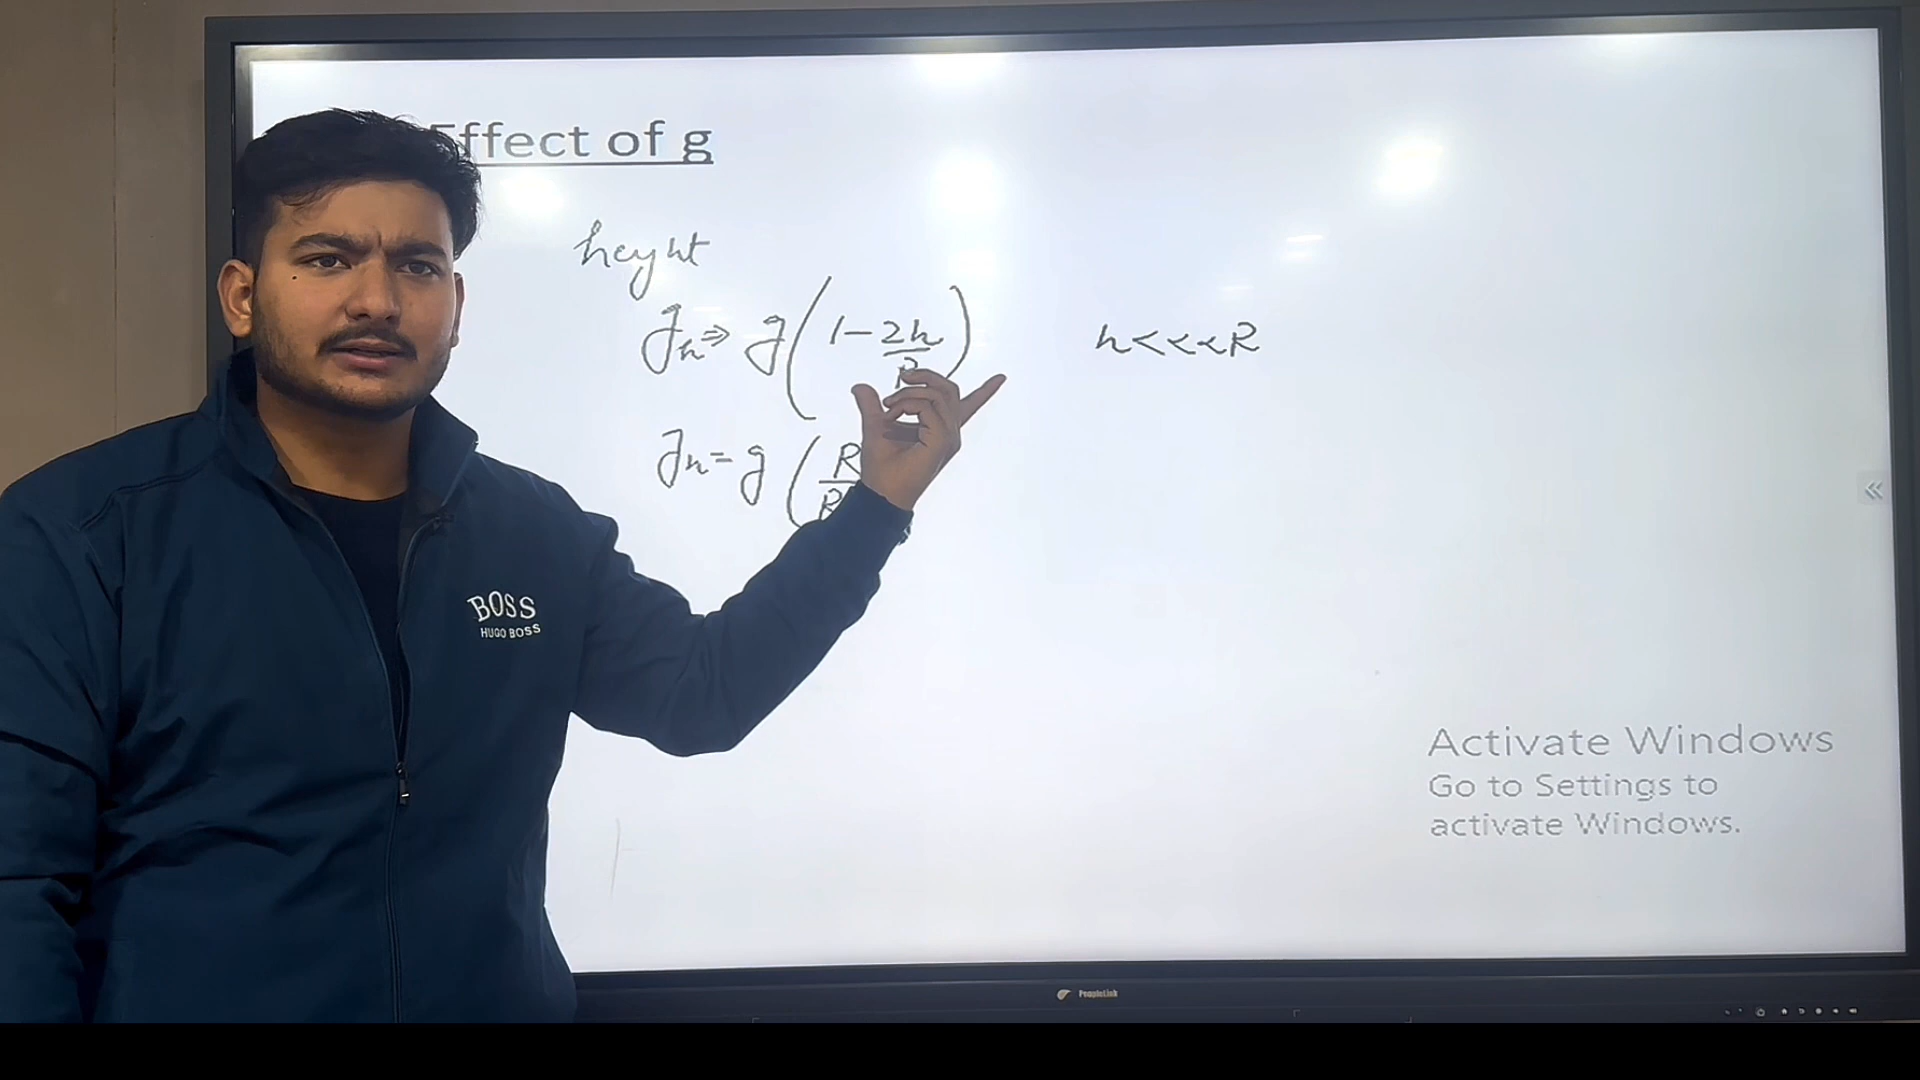 Effect of g
height
gh ⇒ g(1-2h/R)
h<<<R
gh = g(R/R
BOSS
HUGO BOSS
Activate Windows
Go to Settings to
activate Windows.
PeopleLink